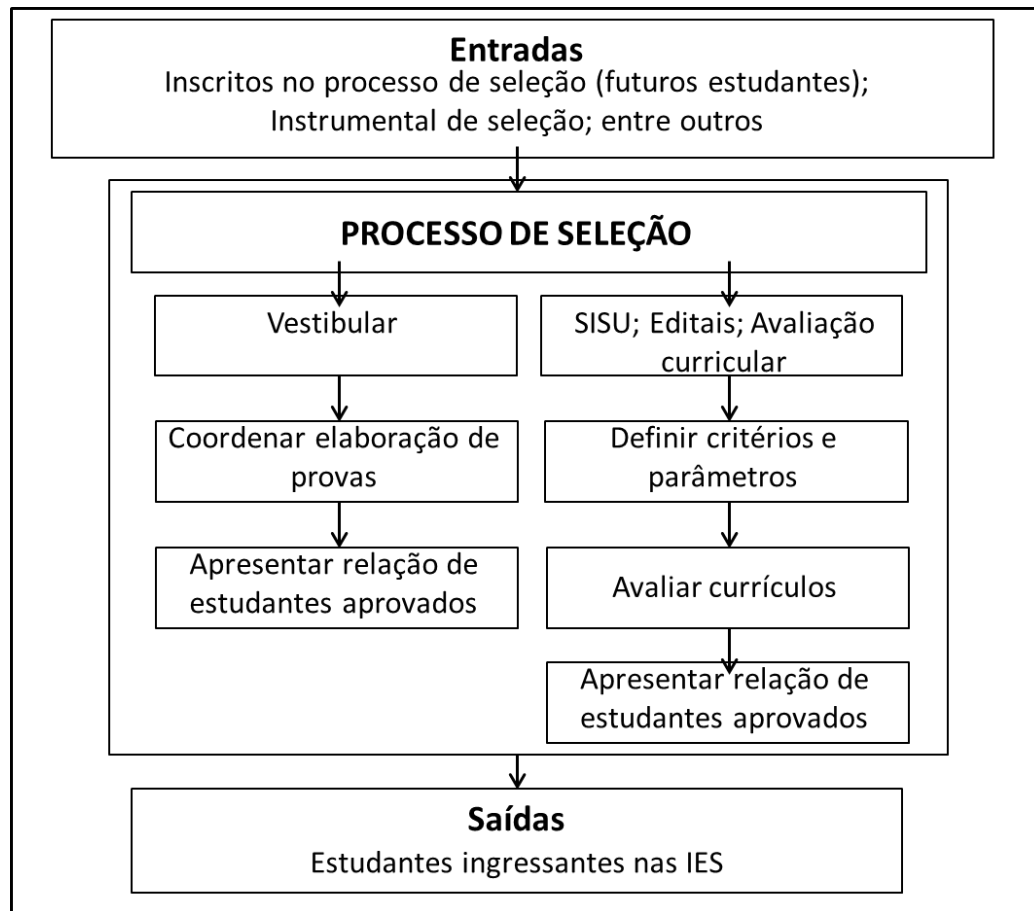 Entradas
Inscritos no processo de seleção (futuros estudantes);
Instrumental de seleção; entre outros
PROCESSO DE SELEÇÃO
Vestibular
Coordenar elaboração de
provas
Apresentar relação de
estudantes aprovados
SISU; Editais; Avaliação
curricular
Definir critérios e
parâmetros
Avaliar currículos
Apresentar relação de
estudantes aprovados
Saídas
Estudantes ingressantes nas IES